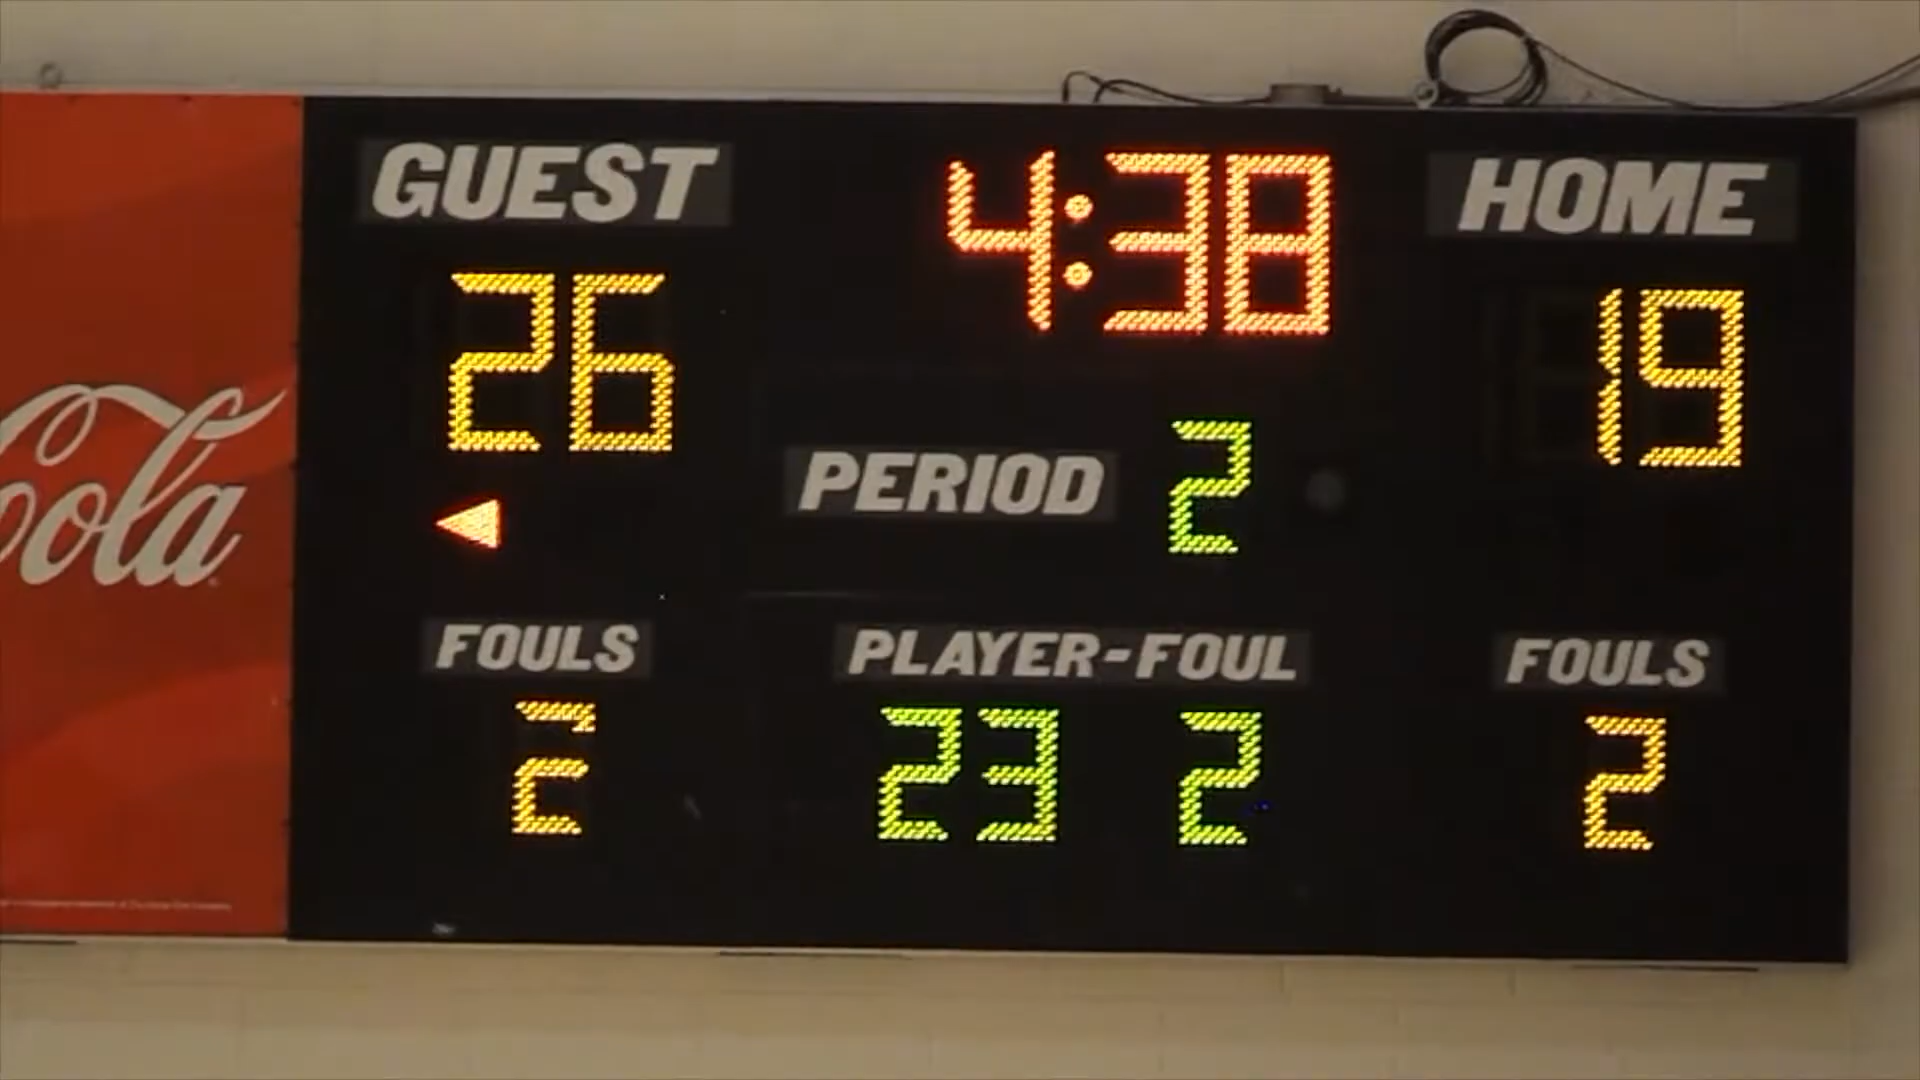 GUEST 4:38 HOME
26 19
PERIOD 2
Cola
FOULS PLAYER-FOUL FOULS
2 23 2 2